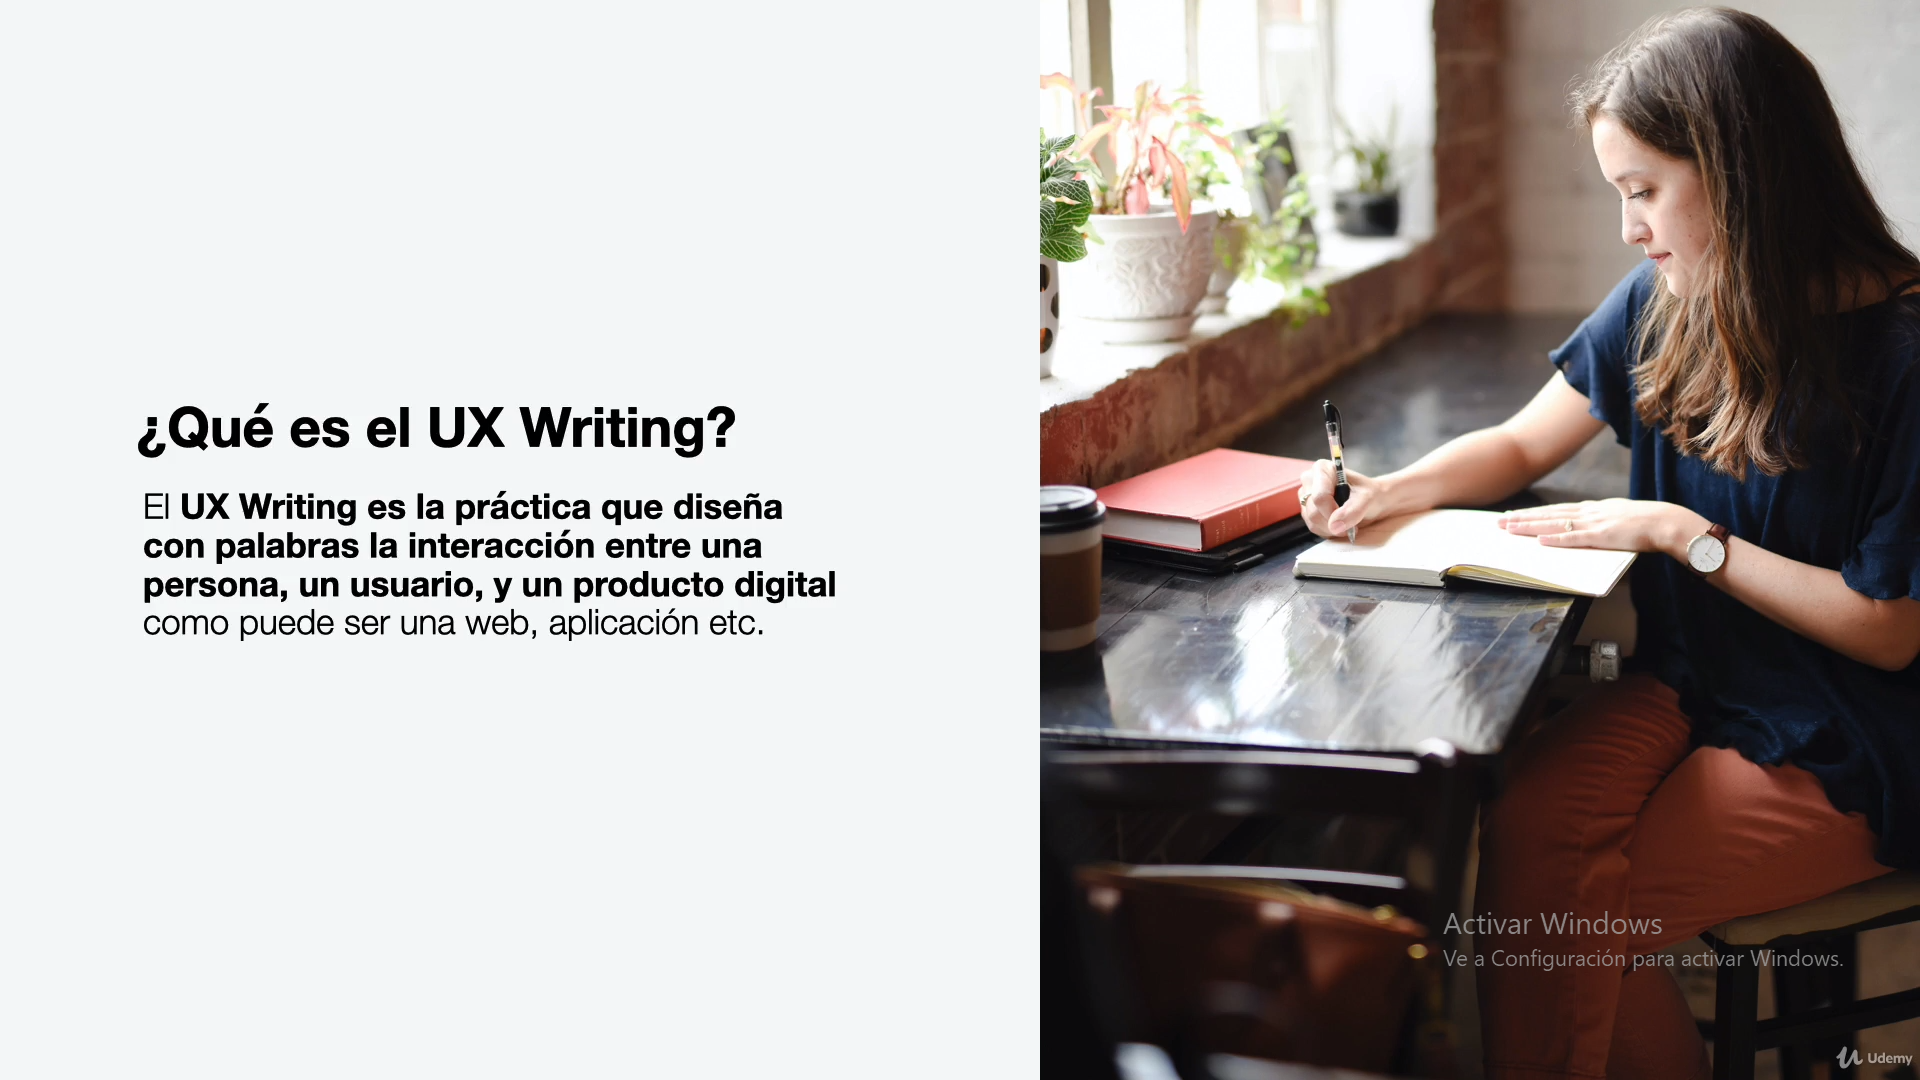 ¿Qué es el UX Writing?
El UX Writing es la práctica que diseña
con palabras la interacción entre una
persona, un usuario, y un producto digital
como puede ser una web, aplicación etc.
Activar Windows
Ve a Configuración para activar Windows.
Udemy